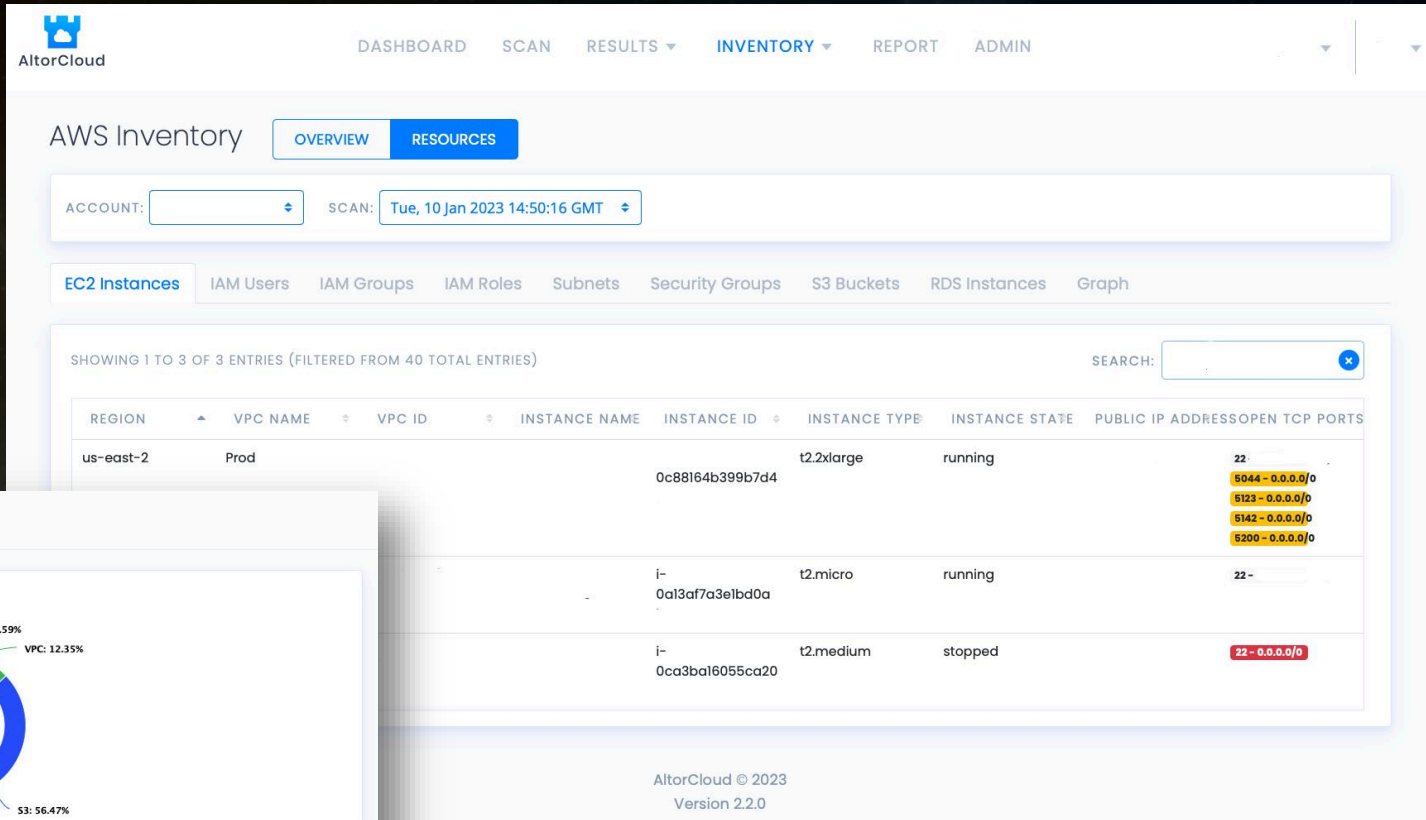 AltorCloud
DASHBOARD SCAN RESULTS INVENTORY REPORT ADMIN
AWS Inventory OVERVIEW RESOURCES
ACCOUNT: SCAN: Tue, 10 Jan 2023 14:50:16 GMT
EC2 Instances IAM Users IAM Groups IAM Roles Subnets Security Groups S3 Buckets RDS Instances Graph
SHOWING 1 TO 3 OF 3 ENTRIES (FILTERED FROM 40 TOTAL ENTRIES) SEARCH:
REGION VPC NAME VPC ID INSTANCE NAME INSTANCE ID INSTANCE TYPE INSTANCE STATE PUBLIC IP ADDRESS OPEN TCP PORTS
us-east-2 Prod t2.2xlarge running 22
0c88164b399b7d4
5044 - 0.0.0.0/0
5123 - 0.0.0.0/0
5142 - 0.0.0.0/0
5200 - 0.0.0.0/0
i- t2.micro running 22 -
0a13af7a3e1bd0a
i- t2.medium stopped 22 - 0.0.0.0/0
0ca3ba16055ca20
.59%
VPC: 12.35%
S3: 56.47%
AltorCloud © 2023
Version 2.2.0